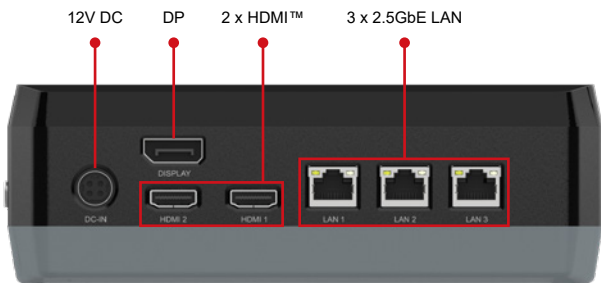 12V DC
DP
2 x HDMI™
3 x 2.5GbE LAN
DISPLAY
DC-IN
HDMI 2
HDMI 1
LAN 1
LAN 2
LAN 3